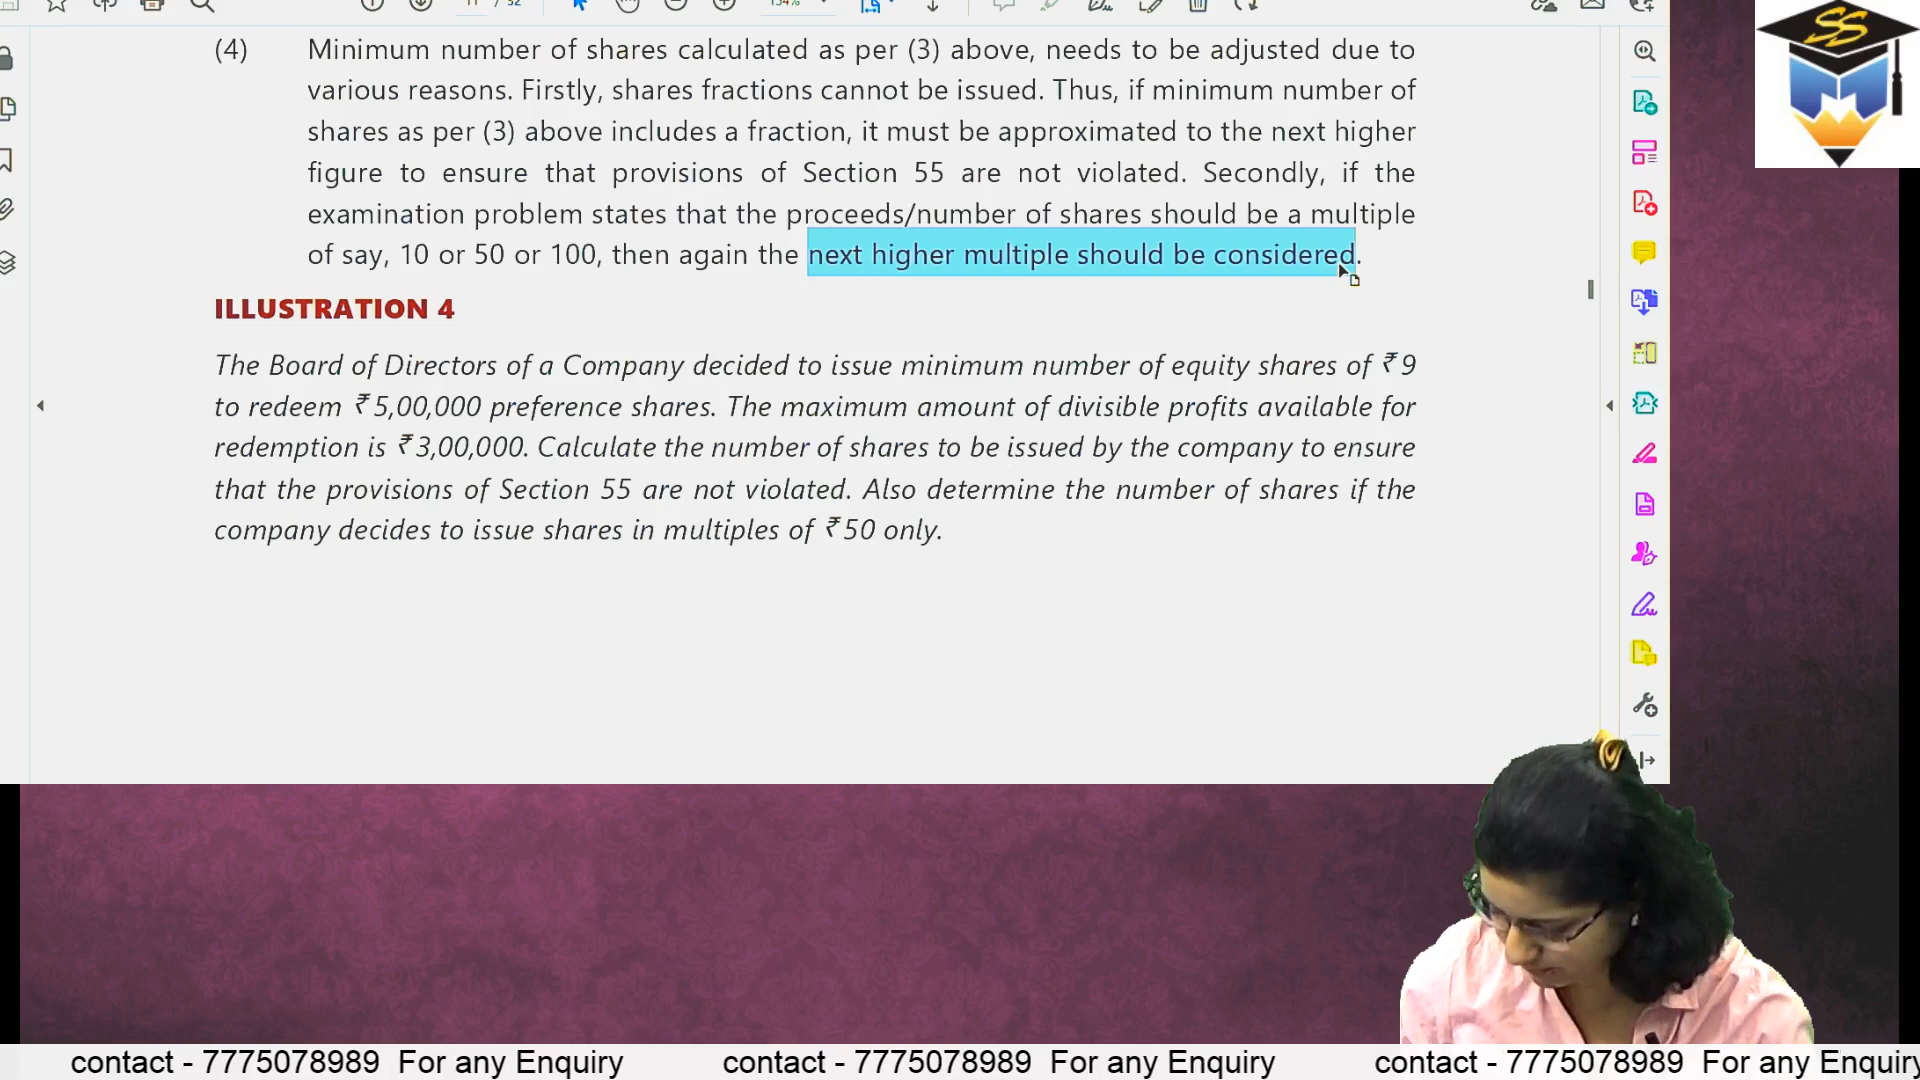 (4) Minimum number of shares calculated as per (3) above, needs to be adjusted due to
various reasons. Firstly, shares fractions cannot be issued. Thus, if minimum number of
shares as per (3) above includes a fraction, it must be approximated to the next higher
figure to ensure that provisions of Section 55 are not violated. Secondly, if the
examination problem states that the proceeds/number of shares should be a multiple
of say, 10 or 50 or 100, then again the next higher multiple should be considered.
ILLUSTRATION 4
The Board of Directors of a Company decided to issue minimum number of equity shares of ₹ 9
to redeem ₹ 5,00,000 preference shares. The maximum amount of divisible profits available for
redemption is ₹ 3,00,000. Calculate the number of shares to be issued by the company to ensure
that the provisions of Section 55 are not violated. Also determine the number of shares if the
company decides to issue shares in multiples of ₹ 50 only.
SS
contact - 7775078989 For any Enquiry contact - 7775078989 For any Enquiry contact - 7775078989 For any Enquiry